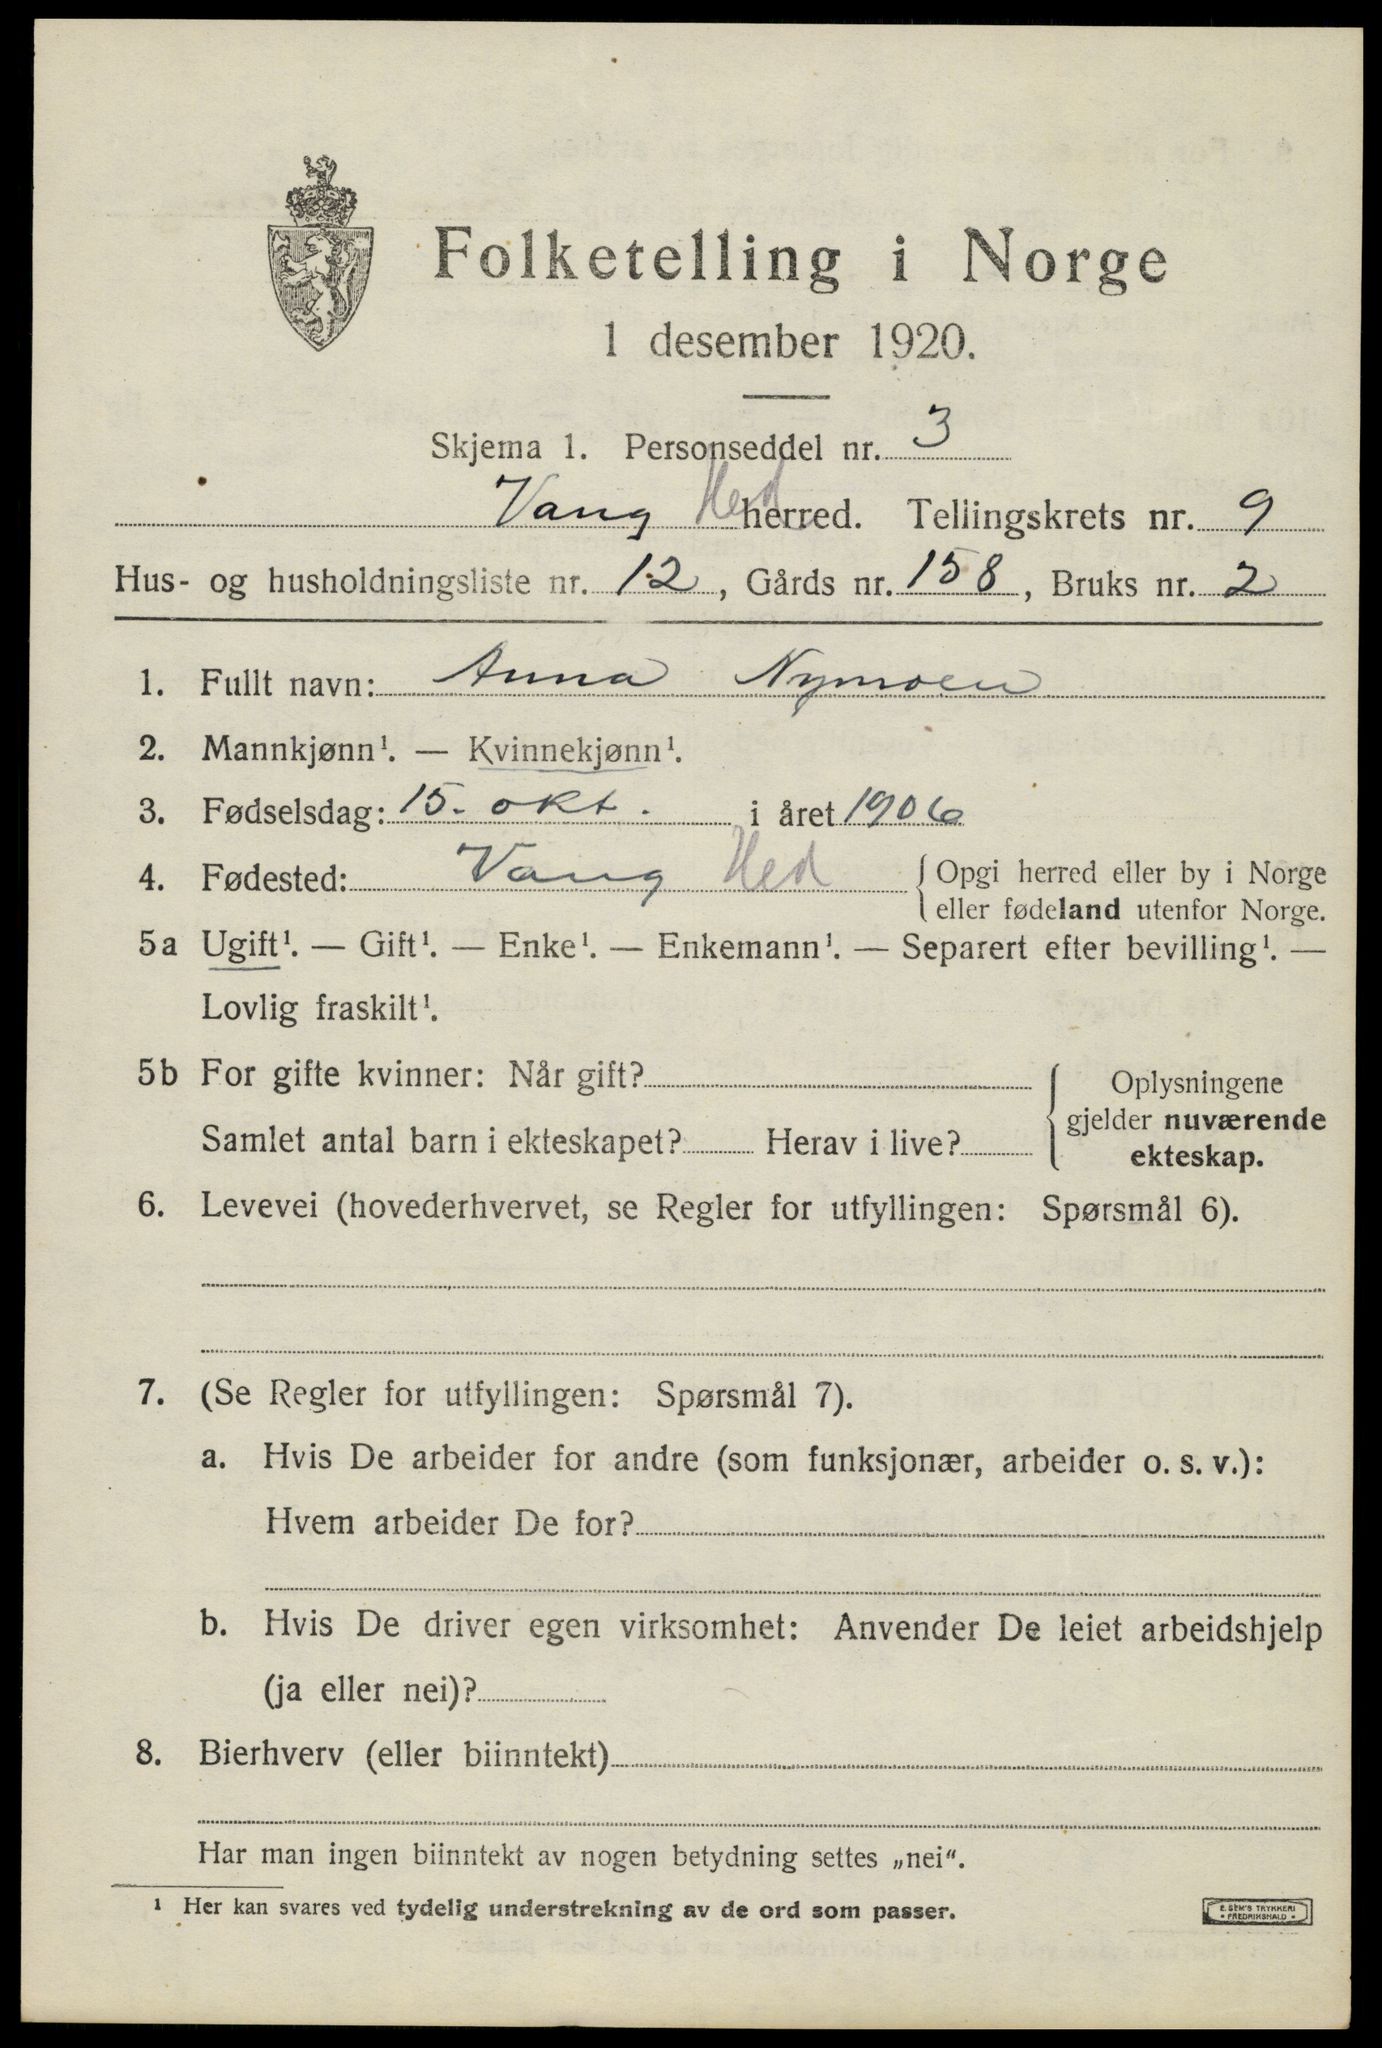 Folketelling i Norge
1 desember 1920.
Skjema 1. Personseddel nr. 3
Vang Hed herred. Tellingskrets nr. 9
Hus- og husholdningsliste nr. 12, Gårds nr. 158, Bruks nr. 2
1. Fullt navn: Anna Nymoen
2. Mannkjønn¹. — Kvinnekjønn¹.
3. Fødselsdag: 15. okt. i året 1906
4. Fødested: Vang Hed { Opgi herred eller by i Norge
eller fødeland utenfor Norge.
5a Ugift¹. — Gift¹. — Enke¹. — Enkemann¹. — Separert efter bevilling¹. —
Lovlig fraskilt¹.
5b For gifte kvinner: Når gift?
Samlet antal barn i ekteskapet? Herav i live?
Oplysningene
gjelder nuværende
ekteskap.
6. Levevei (hovederhvervet, se Regler for utfyllingen: Spørsmål 6).
7. (Se Regler for utfyllingen: Spørsmål 7).
a. Hvis De arbeider for andre (som funksjonær, arbeider o. s. v.):
Hvem arbeider De for?
b. Hvis De driver egen virksomhet: Anvender De leiet arbeidshjelp
(ja eller nei)?
8. Bierhverv (eller biinntekt)
Har man ingen biinntekt av nogen betydning settes „nei“.
¹ Her kan svares ved tydelig understrekning av de ord som passer.
E. SEM'S TRYKKERI
FREDRIKSHALD